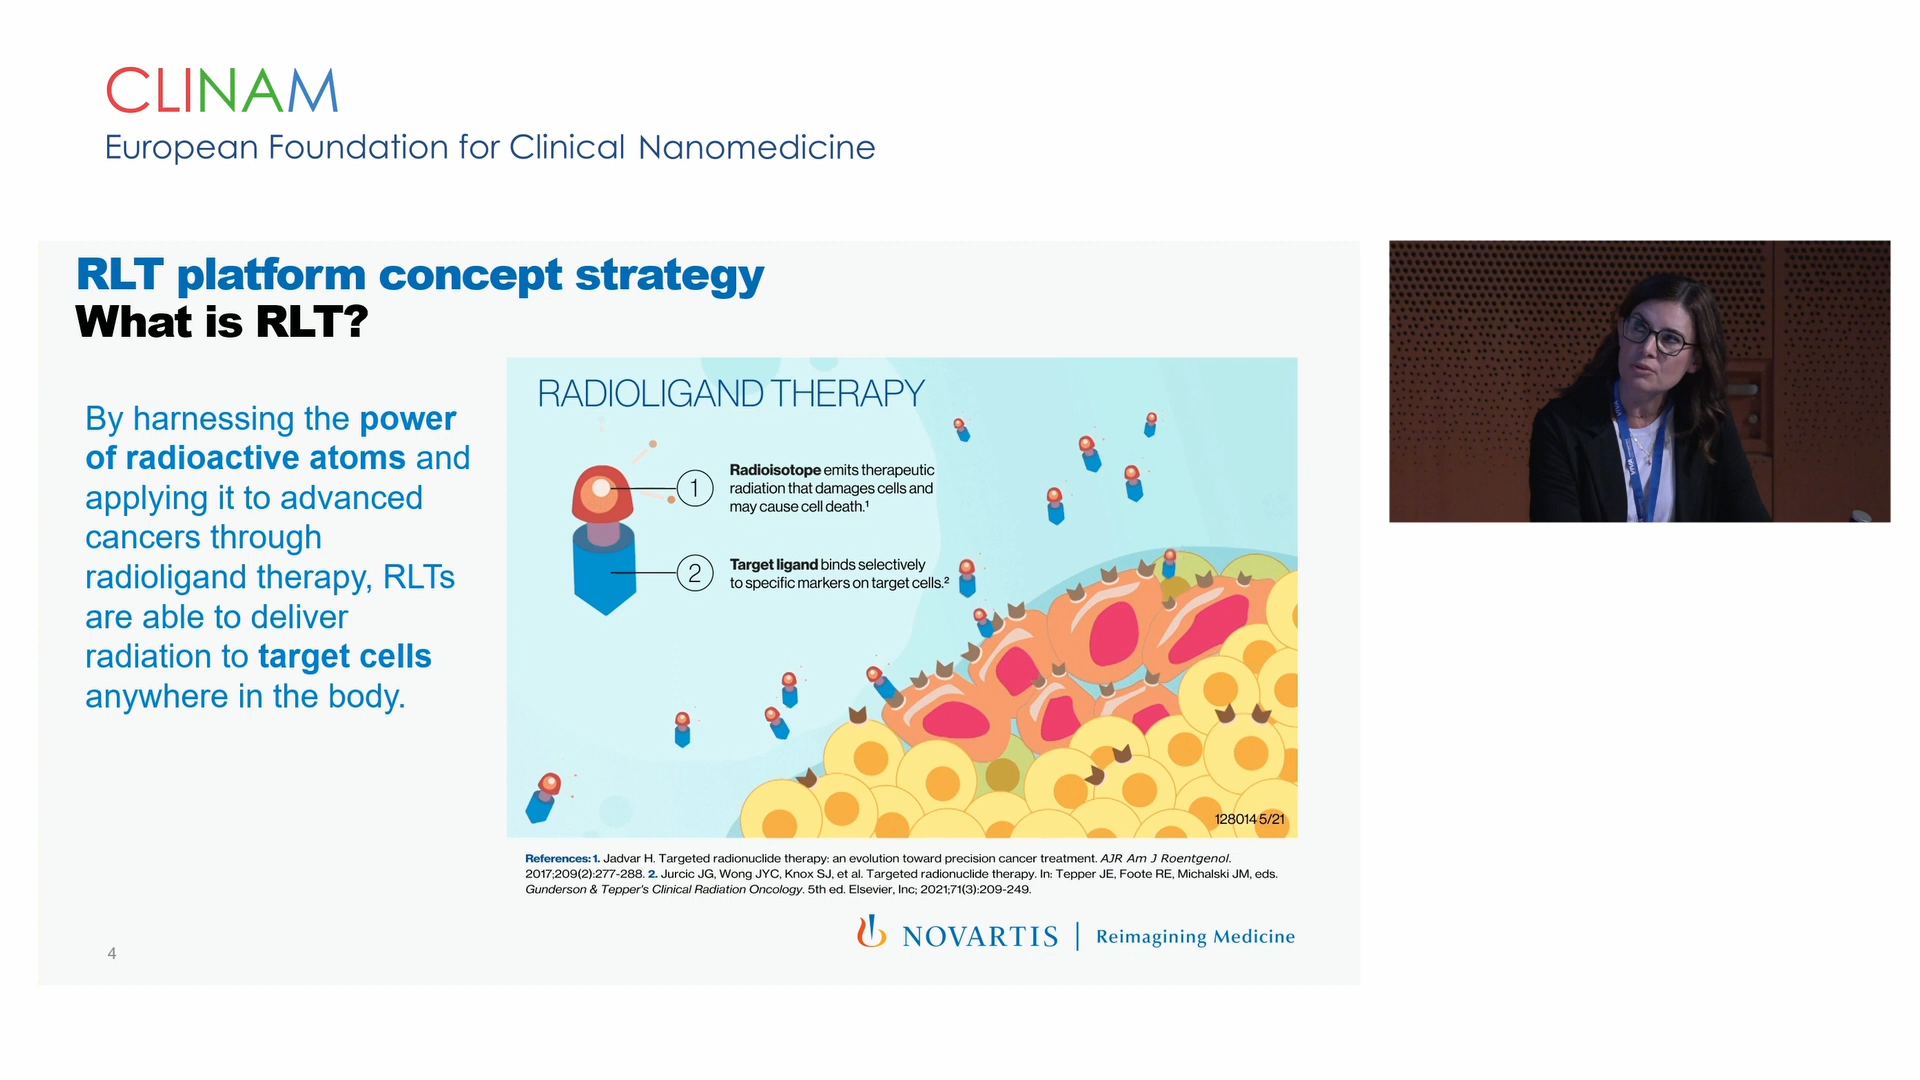 CLINAM
European Foundation for Clinical Nanomedicine
RLT platform concept strategy
What is RLT?
By harnessing the power
of radioactive atoms and
applying it to advanced
cancers through
radioligand therapy, RLTs
are able to deliver
radiation to target cells
anywhere in the body.
RADIOLIGAND THERAPY
1
Radioisotope emits therapeutic
radiation that damages cells and
may cause cell death.¹
2
Target ligand binds selectively
to specific markers on target cells.²
128014 5/21
References: 1. Jadvar H. Targeted radionuclide therapy: an evolution toward precision cancer treatment. AJR Am J Roentgenol.
2017;209(2):277-288. 2. Jurcic JG, Wong JYC, Knox SJ, et al. Targeted radionuclide therapy. In: Tepper JE, Foote RE, Michalski JM, eds.
Gunderson & Tepper's Clinical Radiation Oncology. 5th ed. Elsevier, Inc; 2021;71(3):209-249.
NOVARTIS | Reimagining Medicine
4